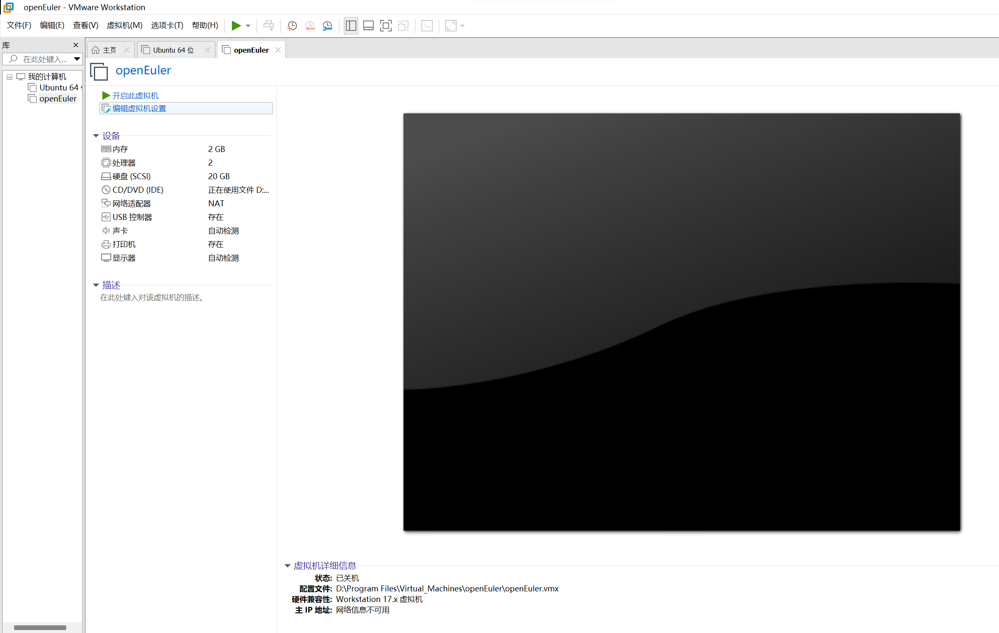 openEuler - VMware Workstation
文件(F) 编辑(E) 查看(V) 虚拟机(M) 选项卡(T) 帮助(H)
库
在此处键入...
我的计算机
Ubuntu 64
openEuler
主页
Ubuntu 64 位
openEuler
openEuler
开启此虚拟机
编辑虚拟机设置
设备
内存 2 GB
处理器 2
硬盘 (SCSI) 20 GB
CD/DVD (IDE) 正在使用文件 D:...
网络适配器 NAT
USB 控制器 存在
声卡 自动检测
打印机 存在
显示器 自动检测
描述
在此处键入对该虚拟机的描述。
虚拟机详细信息
状态: 已关机
配置文件: D:\Program Files\Virtual_Machines\openEuler\openEuler.vmx
硬件兼容性: Workstation 17.x 虚拟机
主 IP 地址: 网络信息不可用